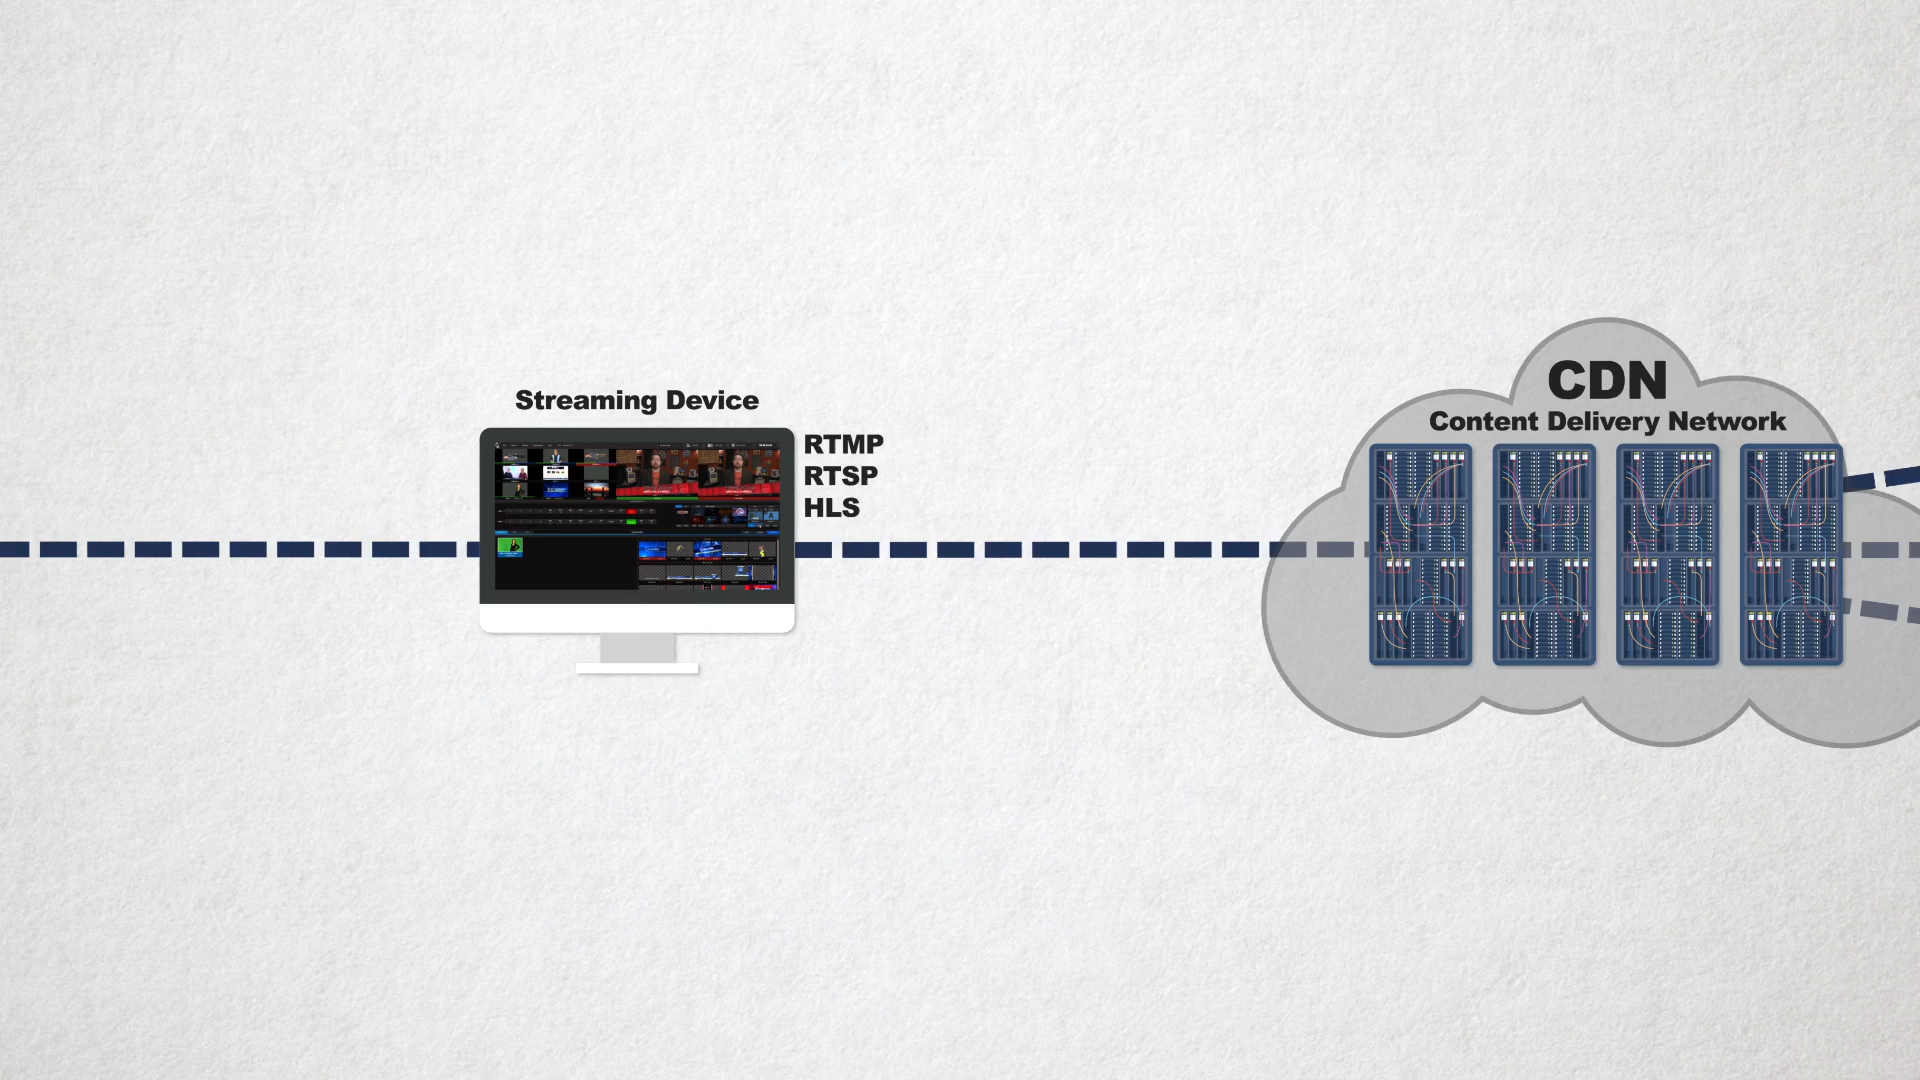 Streaming Device
RTMP
RTSP
HLS
CDN
Content Delivery Network